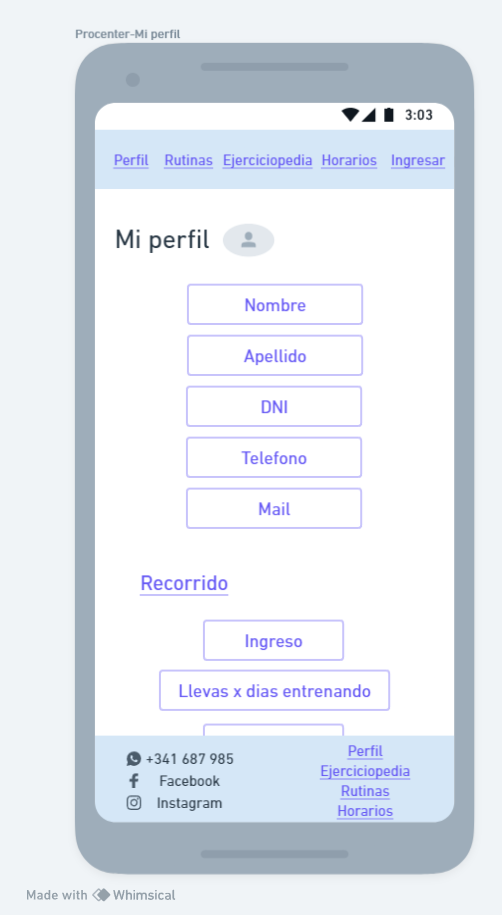 Procenter-Mi perfil
3:03
Perfil Rutinas Ejerciciopedia Horarios Ingresar
Mi perfil
Nombre
Apellido
DNI
Telefono
Mail
Recorrido
Ingreso
Llevas x dias entrenando
+341 687 985
Facebook
Instagram
Perfil
Ejerciciopedia
Rutinas
Horarios
Made with Whimsical